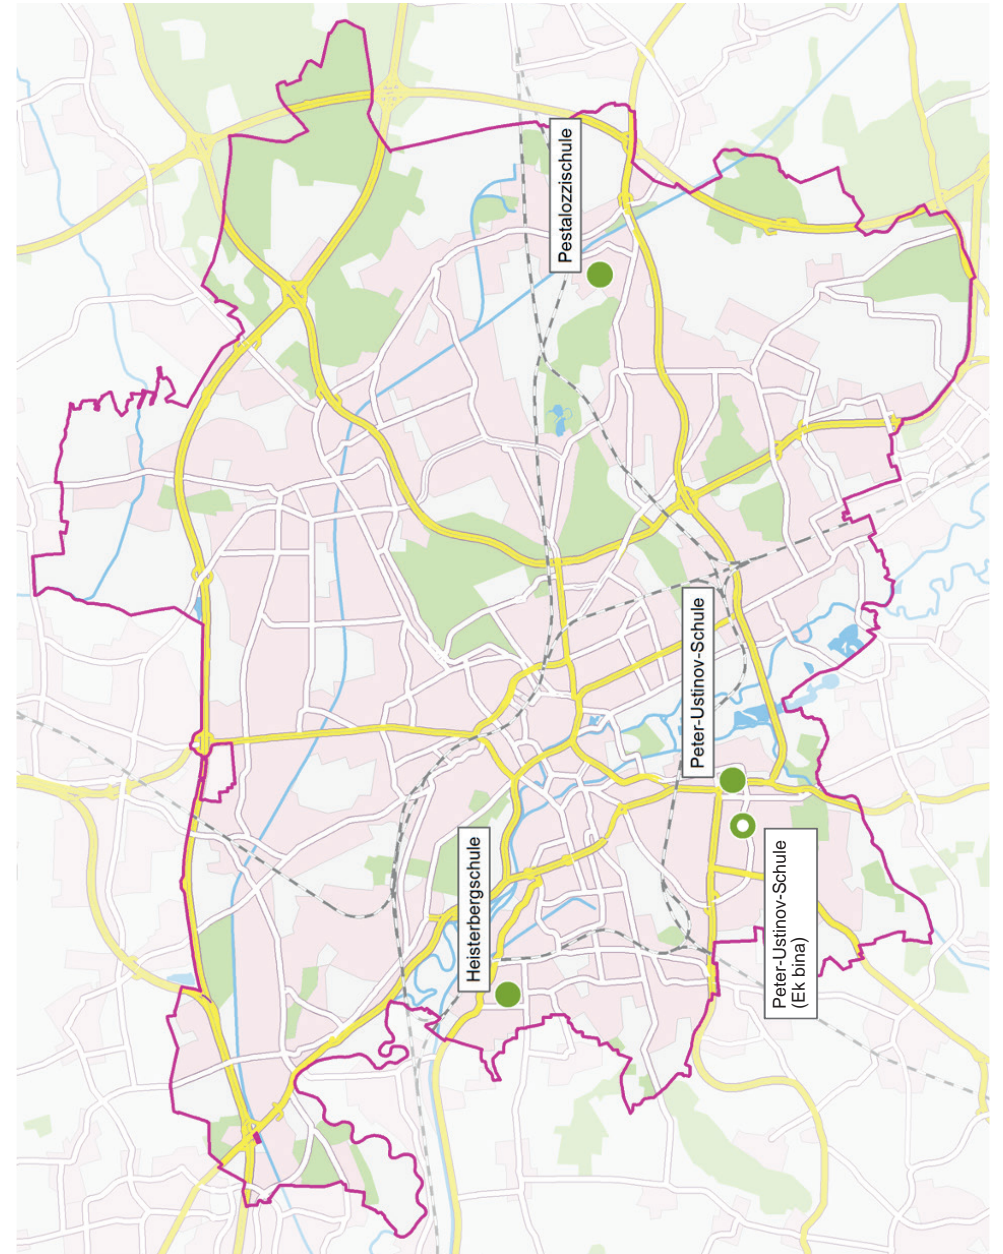 Pestalozzischule
Peter-Ustinov-Schule
Heisterbergschule
Peter-Ustinov-Schule
(Ek bina)